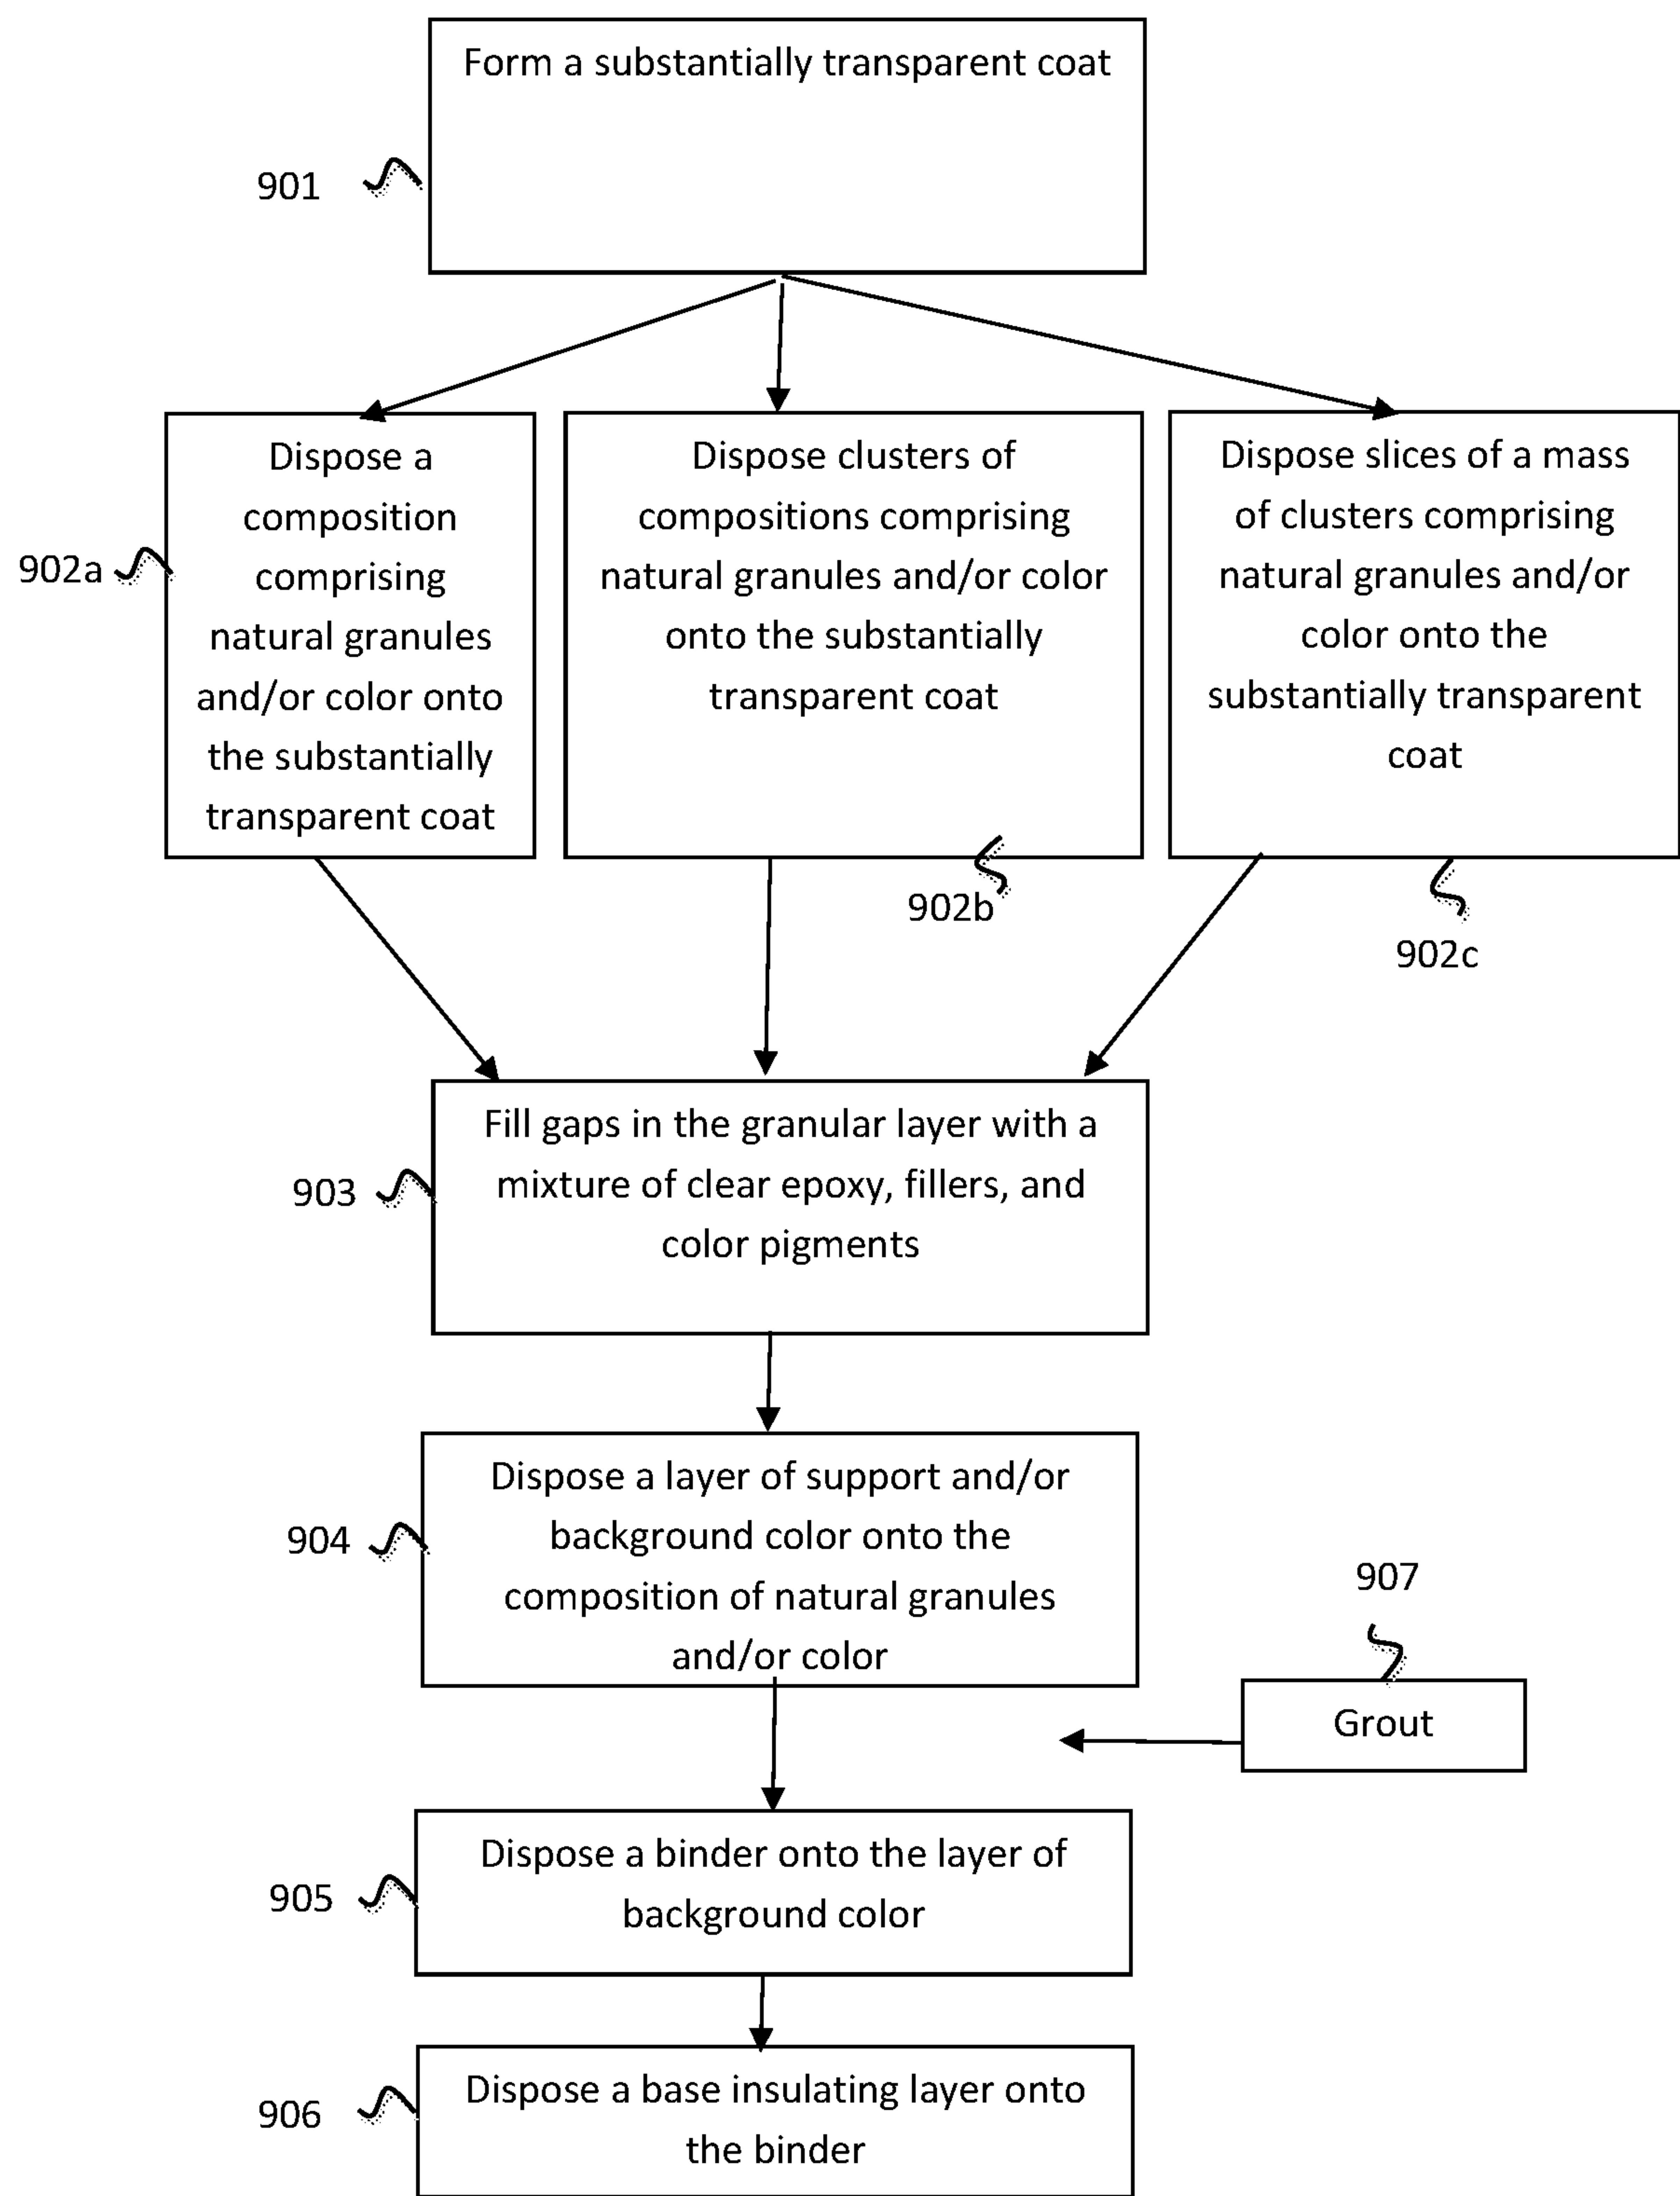 Form a substantially transparent coat
901
Dispose a
composition
comprising
natural granules
and/or color onto
the substantially
transparent coat
902a
Dispose clusters of
compositions comprising
natural granules and/or color
onto the substantially
transparent coat
902b
Dispose slices of a mass
of clusters comprising
natural granules and/or
color onto the
substantially transparent
coat
902c
Fill gaps in the granular layer with a
mixture of clear epoxy, fillers, and
color pigments
903
Dispose a layer of support and/or
background color onto the
composition of natural granules
and/or color
904
907
Grout
Dispose a binder onto the layer of
background color
905
Dispose a base insulating layer onto
the binder
906